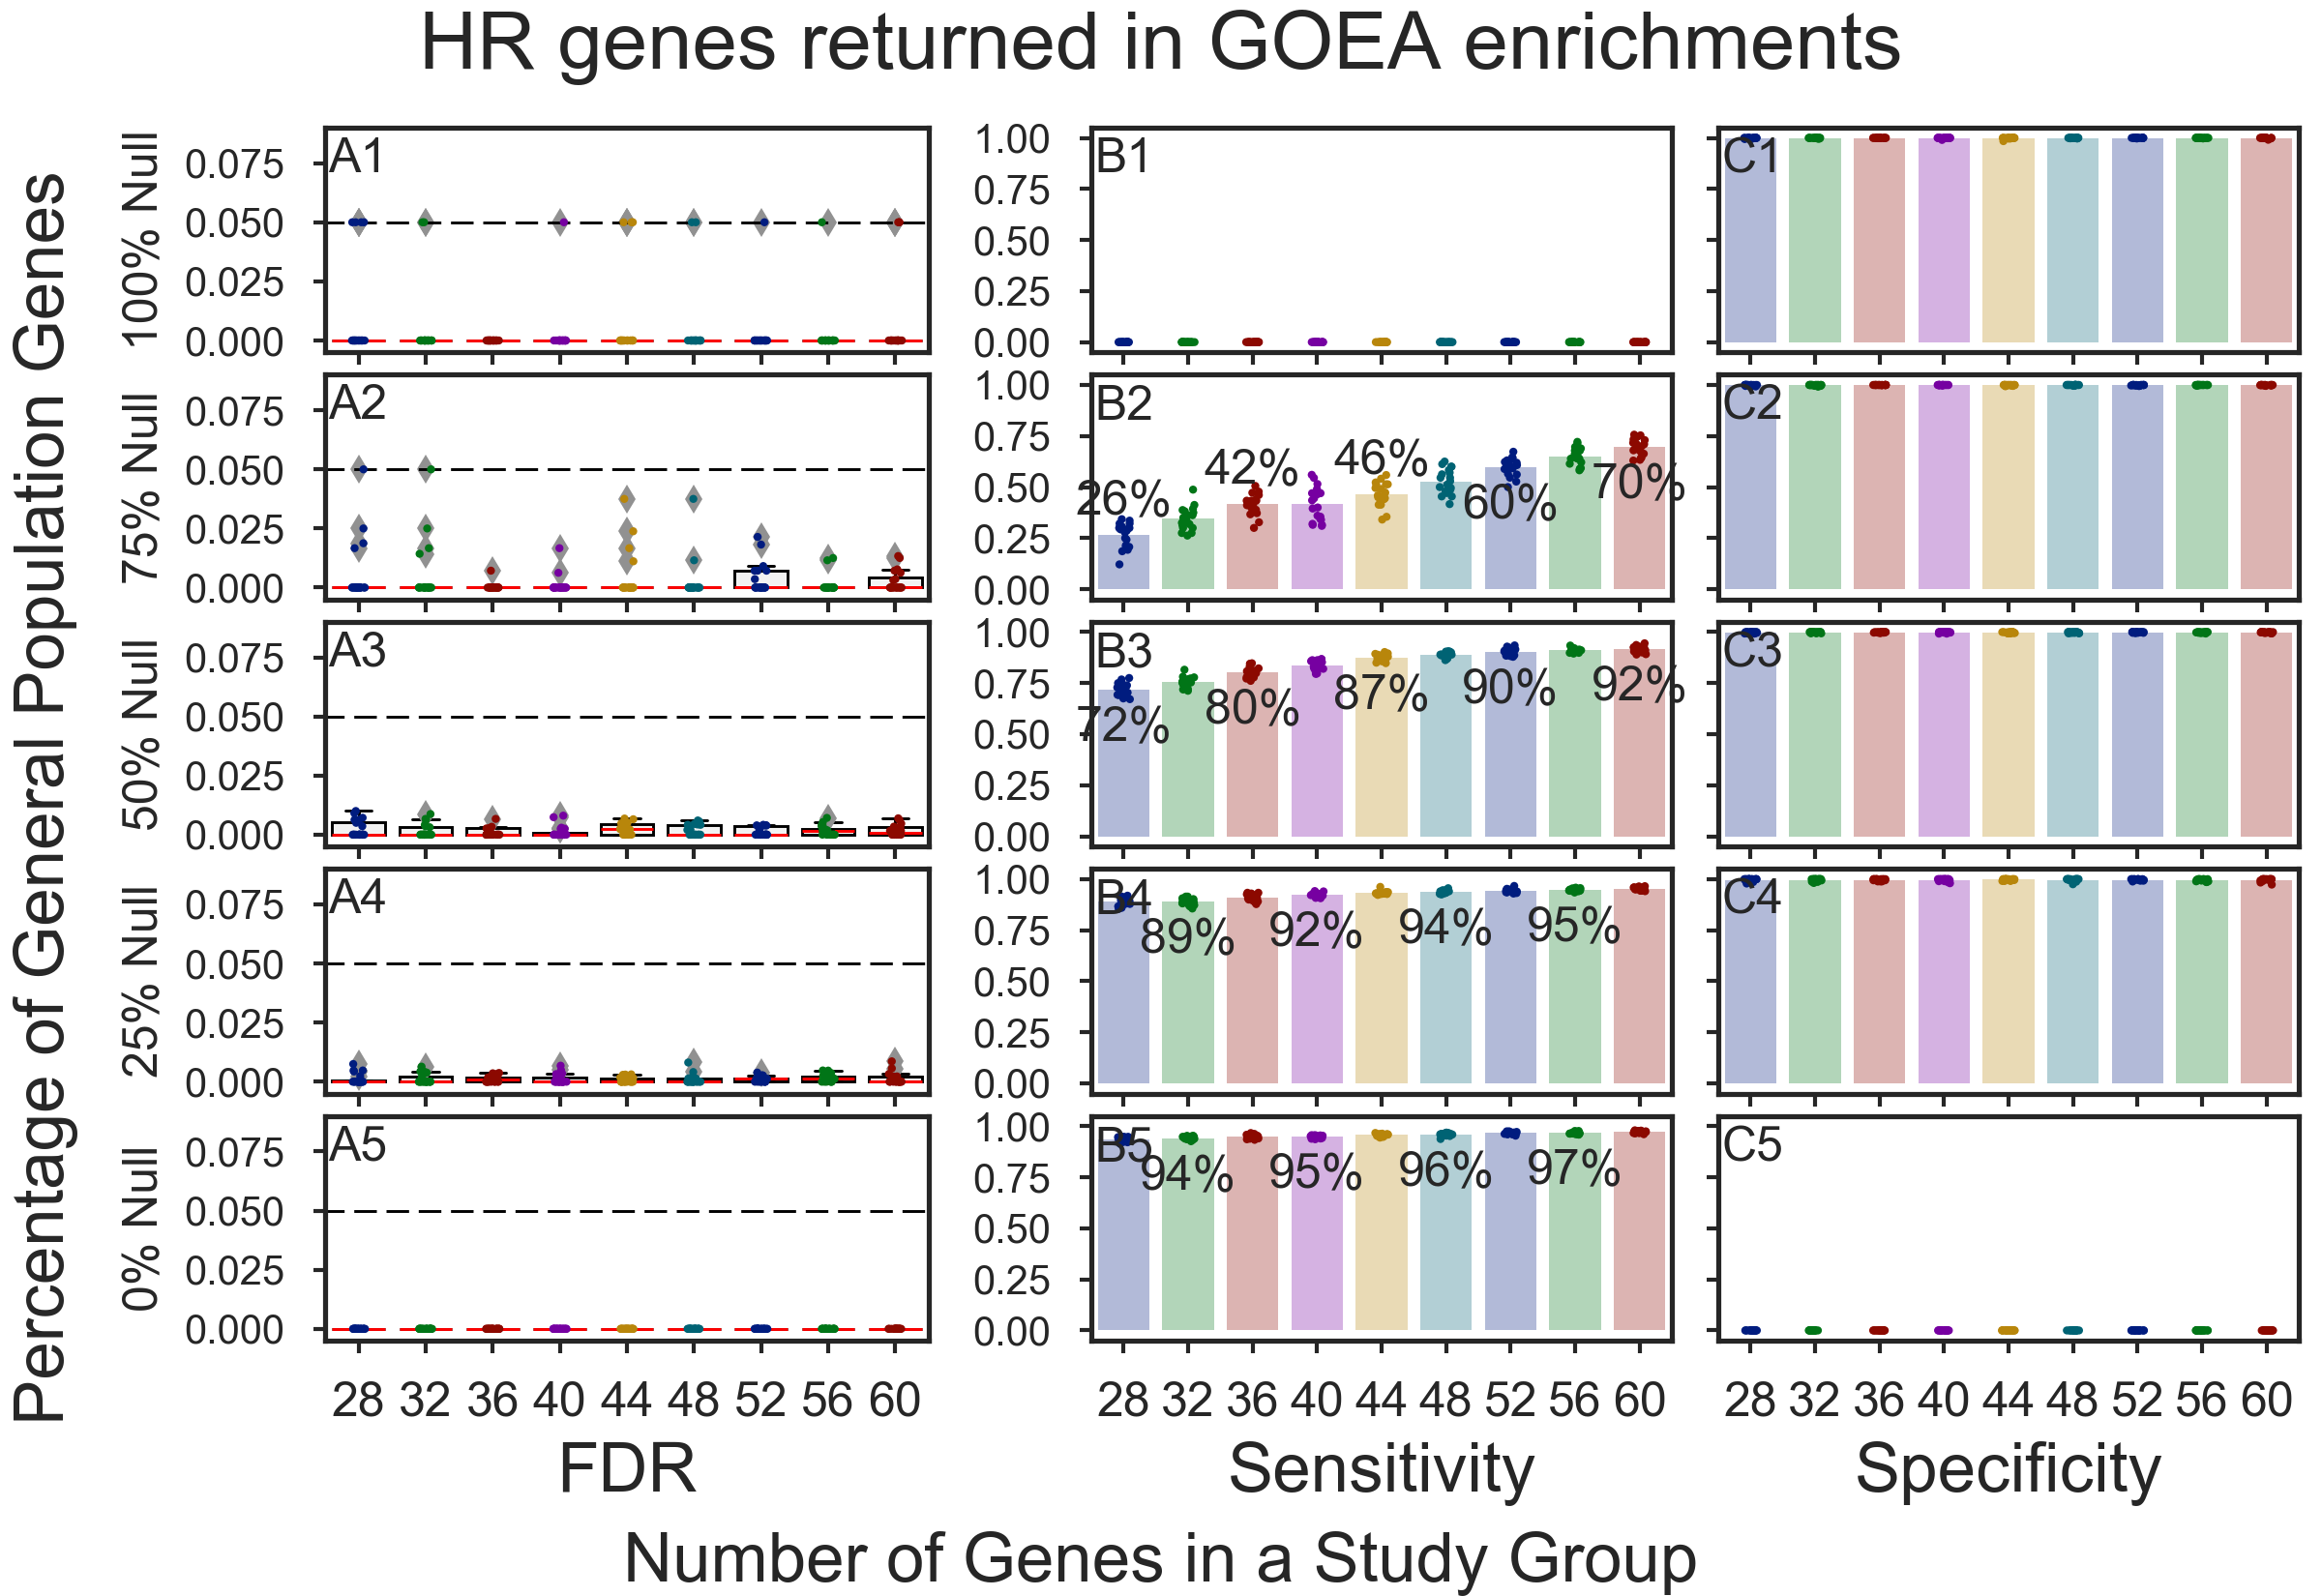 HR genes returned in GOEA enrichments
Percentage of General Population Genes
100% Null
0.075
0.050
0.025
0.000
A1
1.00
0.75
0.50
0.25
0.00
B1
C1
75% Null
0.075
0.050
0.025
0.000
A2
1.00
0.75
0.50
0.25
0.00
B2
26%
42%
46%
60%
70%
C2
50% Null
0.075
0.050
0.025
0.000
A3
1.00
0.75
0.50
0.25
0.00
B3
72%
80%
87%
90%
92%
C3
25% Null
0.075
0.050
0.025
0.000
A4
1.00
0.75
0.50
0.25
0.00
B4
89%
92%
94%
95%
C4
0% Null
0.075
0.050
0.025
0.000
A5
1.00
0.75
0.50
0.25
0.00
B5
94%
95%
96%
97%
C5
28 32 36 40 44 48 52 56 60
28 32 36 40 44 48 52 56 60
28 32 36 40 44 48 52 56 60
FDR
Sensitivity
Specificity
Number of Genes in a Study Group